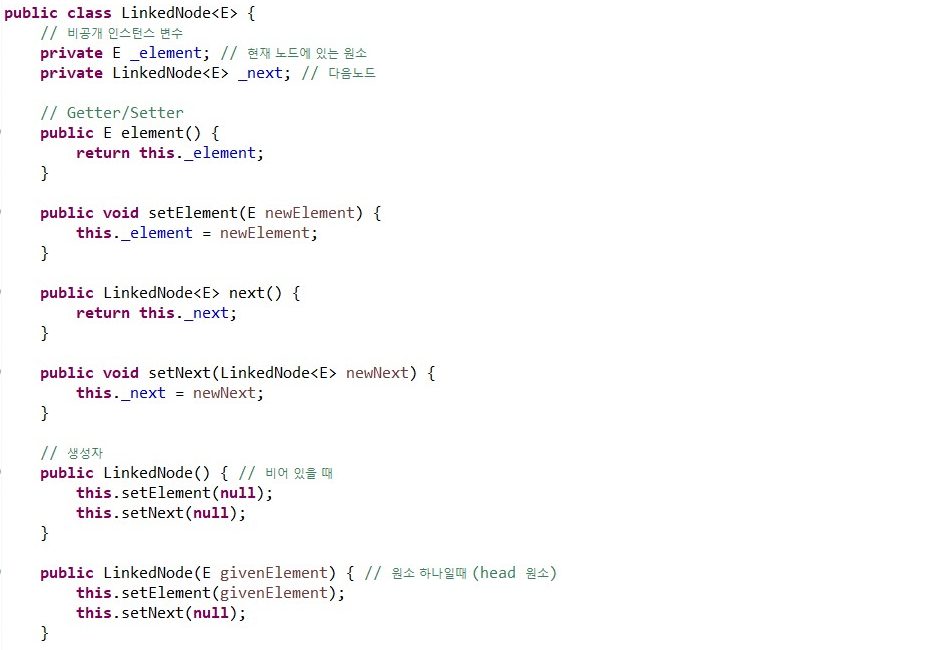 public class LinkedNode<E> {
    // 비공개 인스턴스 변수
    private E _element; // 현재 노드에 있는 원소
    private LinkedNode<E> _next; // 다음노드

    // Getter/Setter
    public E element() {
        return this._element;
    }

    public void setElement(E newElement) {
        this._element = newElement;
    }

    public LinkedNode<E> next() {
        return this._next;
    }

    public void setNext(LinkedNode<E> newNext) {
        this._next = newNext;
    }

    // 생성자
    public LinkedNode() { // 비어 있을 때
        this.setElement(null);
        this.setNext(null);
    }

    public LinkedNode(E givenElement) { // 원소 하나일때 (head 원소)
        this.setElement(givenElement);
        this.setNext(null);
    }